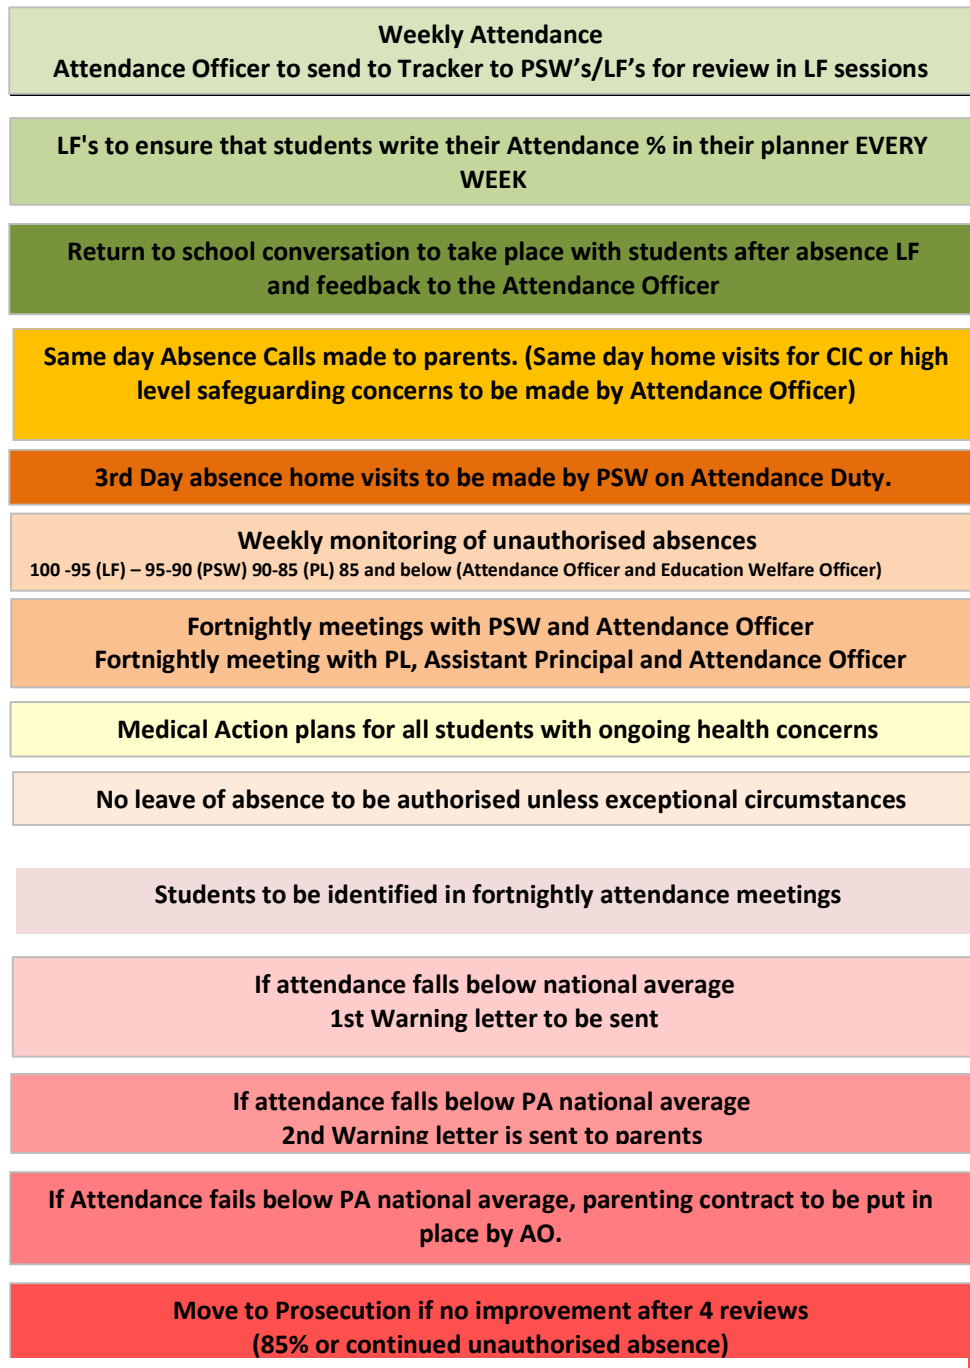 Weekly Attendance
Attendance Officer to send to Tracker to PSW's/LF's for review in LF sessions
LF's to ensure that students write their Attendance % in their planner EVERY
WEEK
Return to school conversation to take place with students after absence LF
and feedback to the Attendance Officer
Same day Absence Calls made to parents. (Same day home visits for CIC or high
level safeguarding concerns to be made by Attendance Officer)
3rd Day absence home visits to be made by PSW on Attendance Duty.
Weekly monitoring of unauthorised absences
100 -95 (LF) – 95-90 (PSW) 90-85 (PL) 85 and below (Attendance Officer and Education Welfare Officer)
Fortnightly meetings with PSW and Attendance Officer
Fortnightly meeting with PL, Assistant Principal and Attendance Officer
Medical Action plans for all students with ongoing health concerns
No leave of absence to be authorised unless exceptional circumstances
Students to be identified in fortnightly attendance meetings
If attendance falls below national average
1st Warning letter to be sent
If attendance falls below PA national average
2nd Warning letter is sent to parents
If Attendance fails below PA national average, parenting contract to be put in
place by AO.
Move to Prosecution if no improvement after 4 reviews
(85% or continued unauthorised absence)